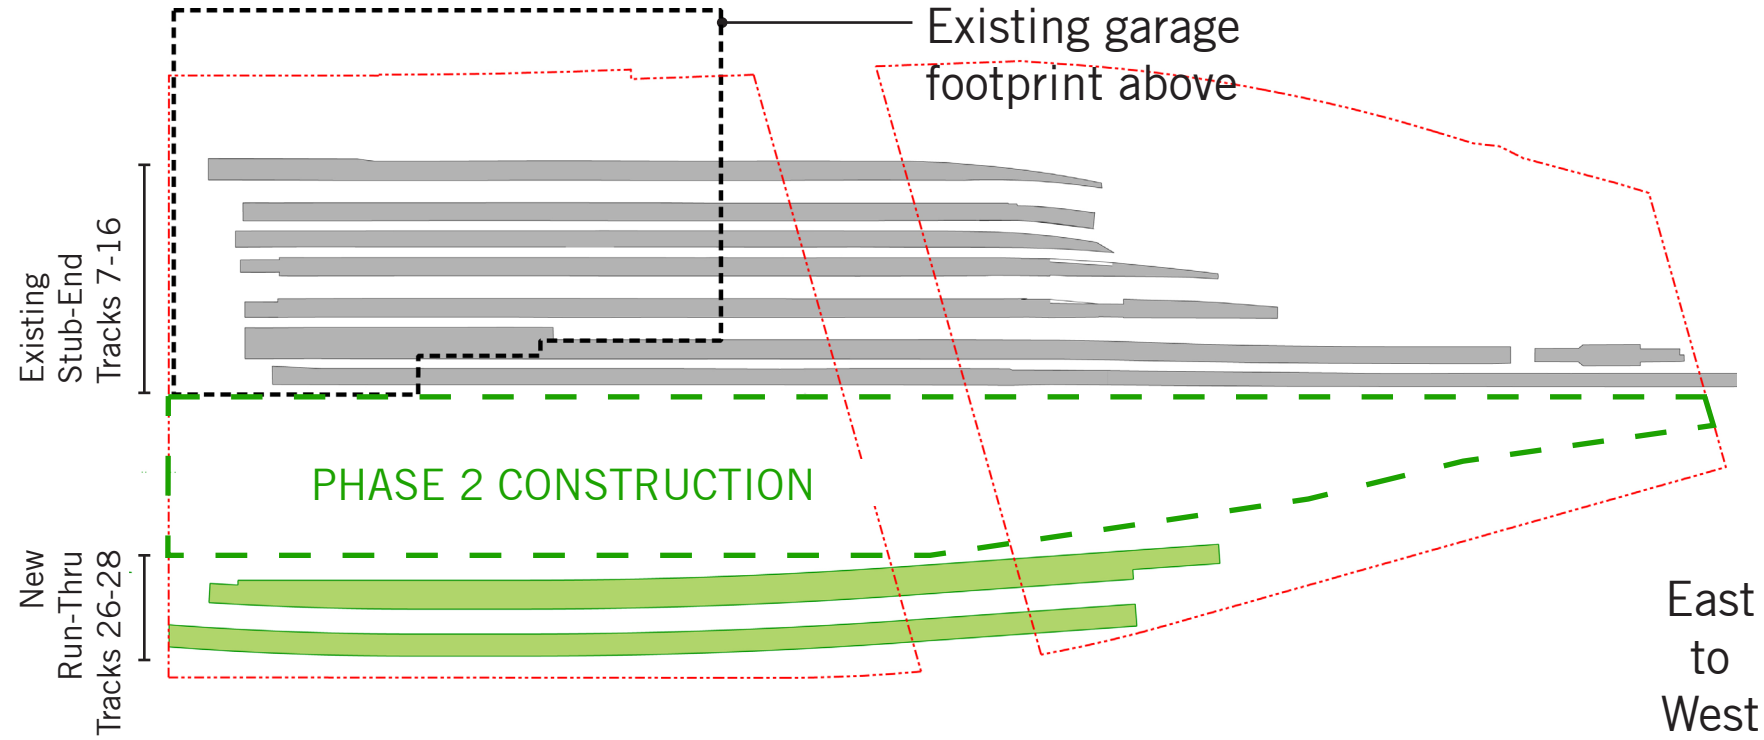 Existing garage
footprint above
Existing
Stub-End
Tracks 7-16
PHASE 2 CONSTRUCTION
New
Run-Thru
Tracks 26-28
East
to
West